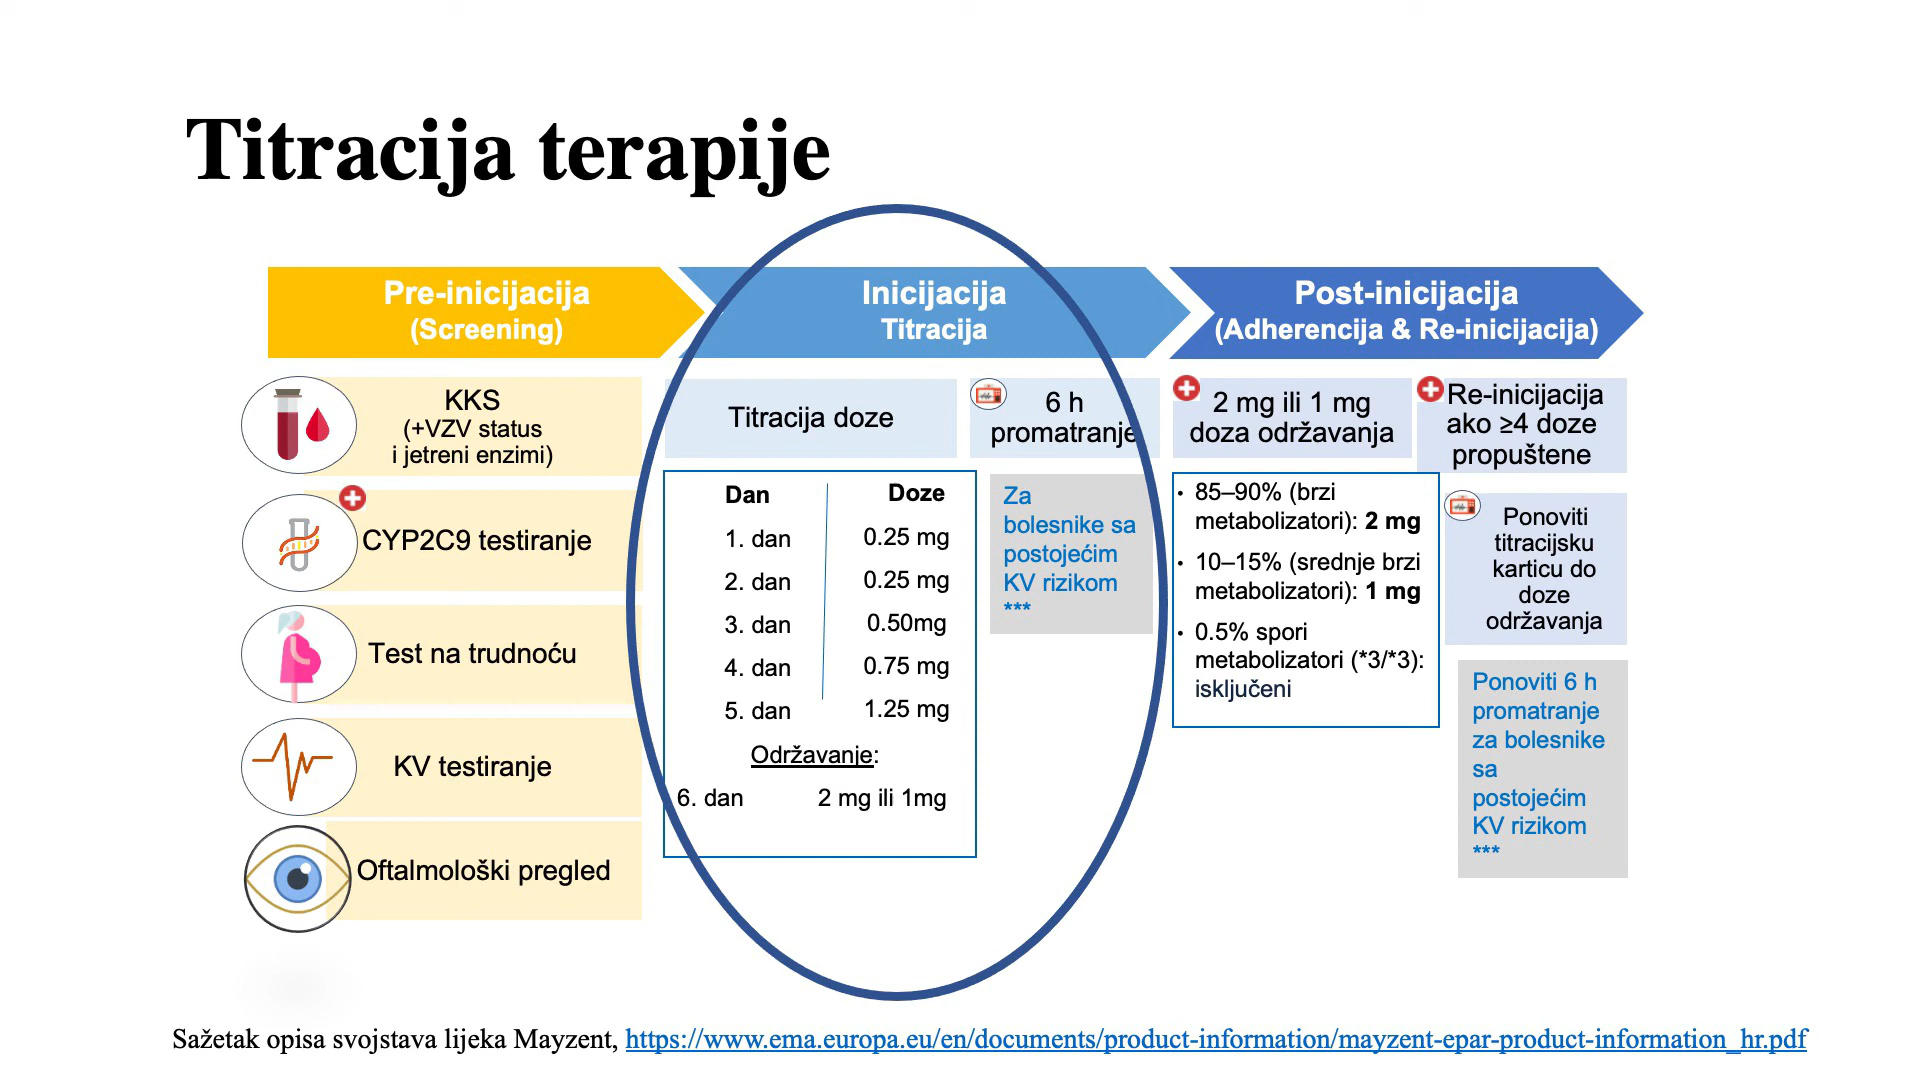 Titracija terapije
Pre-inicijacija
(Screening)
Inicijacija
Titracija
Post-inicijacija
(Adherencija & Re-inicijacija)
KKS
(+VZV status
i jetreni enzimi)
CYP2C9 testiranje
Test na trudnoću
KV testiranje
Oftalmološki pregled
Titracija doze
Dan Doze
1. dan 0.25 mg
2. dan 0.25 mg
3. dan 0.50mg
4. dan 0.75 mg
5. dan 1.25 mg
Održavanje:
6. dan 2 mg ili 1mg
6 h
promatranje
Za
bolesnike sa
postojećim
KV rizikom
***
2 mg ili 1 mg
doza održavanja
• 85–90% (brzi
metabolizatori): 2 mg
• 10–15% (srednje brzi
metabolizatori): 1 mg
• 0.5% spori
metabolizatori (*3/*3):
isključeni
Re-inicijacija
ako ≥4 doze
propuštene
Ponoviti
titracijsku
karticu do
doze
održavanja
Ponoviti 6 h
promatranje
za bolesnike
sa
postojećim
KV rizikom
***
Sažetak opisa svojstava lijeka Mayzent, https://www.ema.europa.eu/en/documents/product-information/mayzent-epar-product-information_hr.pdf